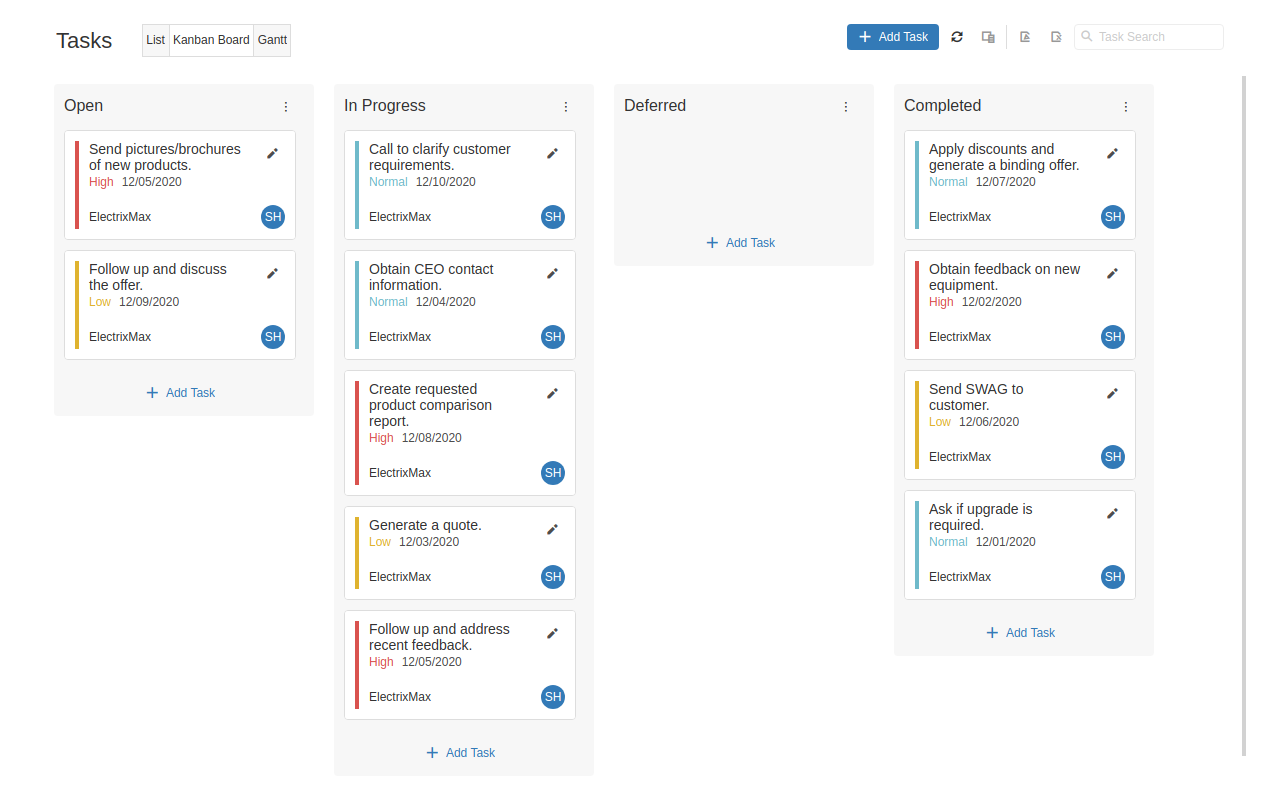 Tasks
List Kanban Board Gantt
Add Task
Task Search
Open
Send pictures/brochures
of new products.
High 12/05/2020
ElectrixMax
SH
Follow up and discuss
the offer.
Low 12/09/2020
ElectrixMax
SH
Add Task
In Progress
Call to clarify customer
requirements.
Normal 12/10/2020
ElectrixMax
SH
Obtain CEO contact
information.
Normal 12/04/2020
ElectrixMax
SH
Create requested
product comparison
report.
High 12/08/2020
ElectrixMax
SH
Generate a quote.
Low 12/03/2020
ElectrixMax
SH
Follow up and address
recent feedback.
High 12/05/2020
ElectrixMax
SH
Add Task
Deferred
Add Task
Completed
Apply discounts and
generate a binding offer.
Normal 12/07/2020
ElectrixMax
SH
Obtain feedback on new
equipment.
High 12/02/2020
ElectrixMax
SH
Send SWAG to
customer.
Low 12/06/2020
ElectrixMax
SH
Ask if upgrade is
required.
Normal 12/01/2020
ElectrixMax
SH
Add Task